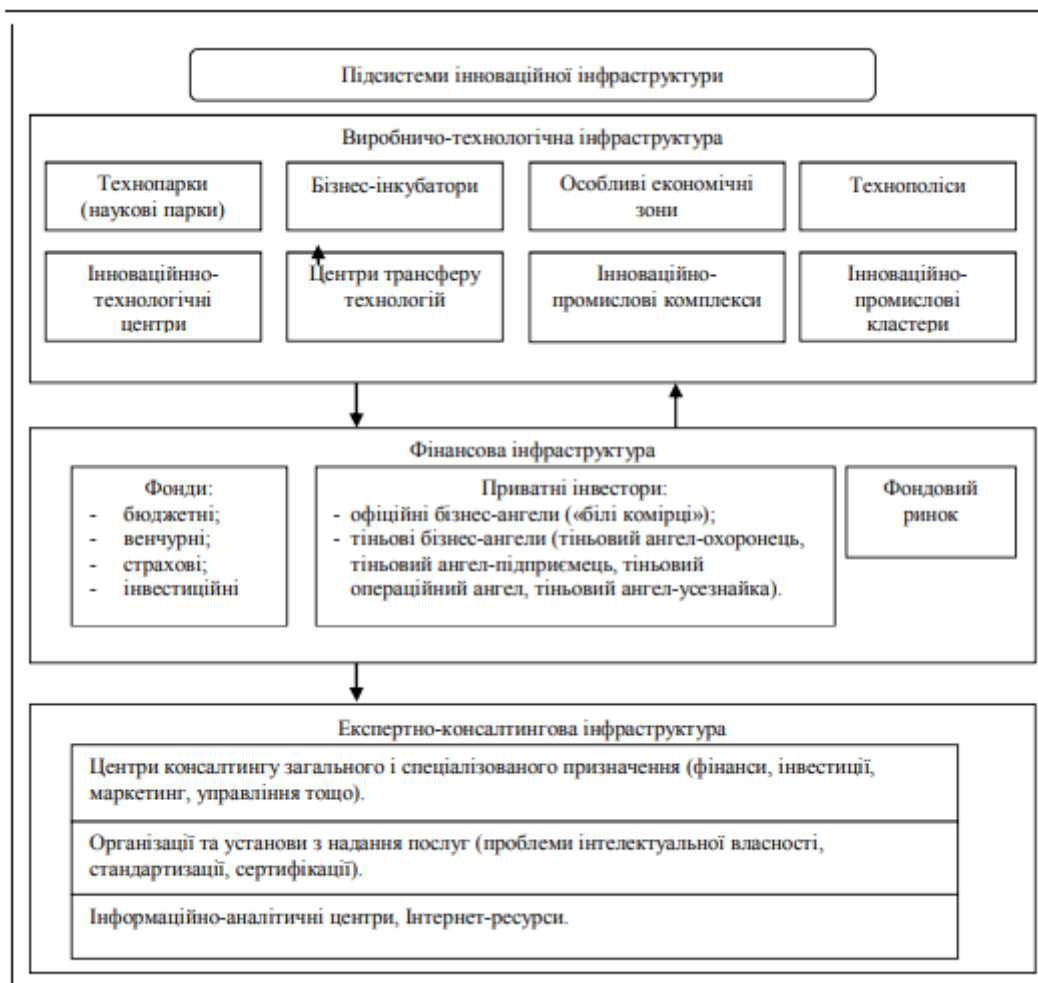 Підсистеми інноваційної інфраструктури
Виробничо-технологічна інфраструктура
Технопарки
(наукові парки)
Бізнес-інкубатори
Особливі економічні
зони
Технополіси
Інноваційнно-
технологічні
центри
Центри трансферу
технологій
Інноваційно-
промислові комплекси
Інноваційно-
промислові
кластери
Фінансова інфраструктура
Фонди:
- бюджетні;
- венчурні;
- страхові;
- інвестиційні
Приватні інвестори:
- офіційні бізнес-ангели («білі комірці»);
- тіньові бізнес-ангели (тіньовий ангел-охоронець,
тіньовий ангел-підприємець, тіньовий
операційний ангел, тіньовий ангел-усезнайка).
Фондовий
ринок
Експертно-консалтингова інфраструктура
Центри консалтингу загального і спеціалізованого призначення (фінанси, інвестиції,
маркетинг, управління тощо).
Організації та установи з надання послуг (проблеми інтелектуальної власності,
стандартизації, сертифікації).
Інформаційно-аналітичні центри, Інтернет-ресурси.